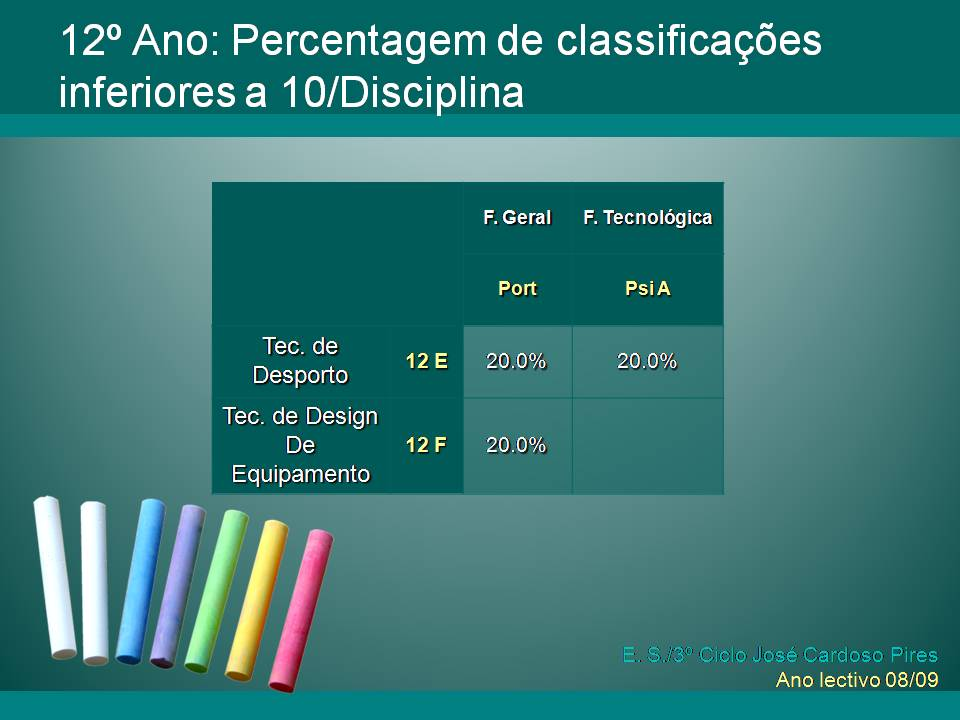 12º Ano: Percentagem de classificações
inferiores a 10/Disciplina
F. Geral F. Tecnológica
Port Psi A
Tec. de
Desporto
12 E 20.0% 20.0%
Tec. de Design
De
Equipamento
12 F 20.0%
E. S./3º Ciclo José Cardoso Pires
Ano lectivo 08/09